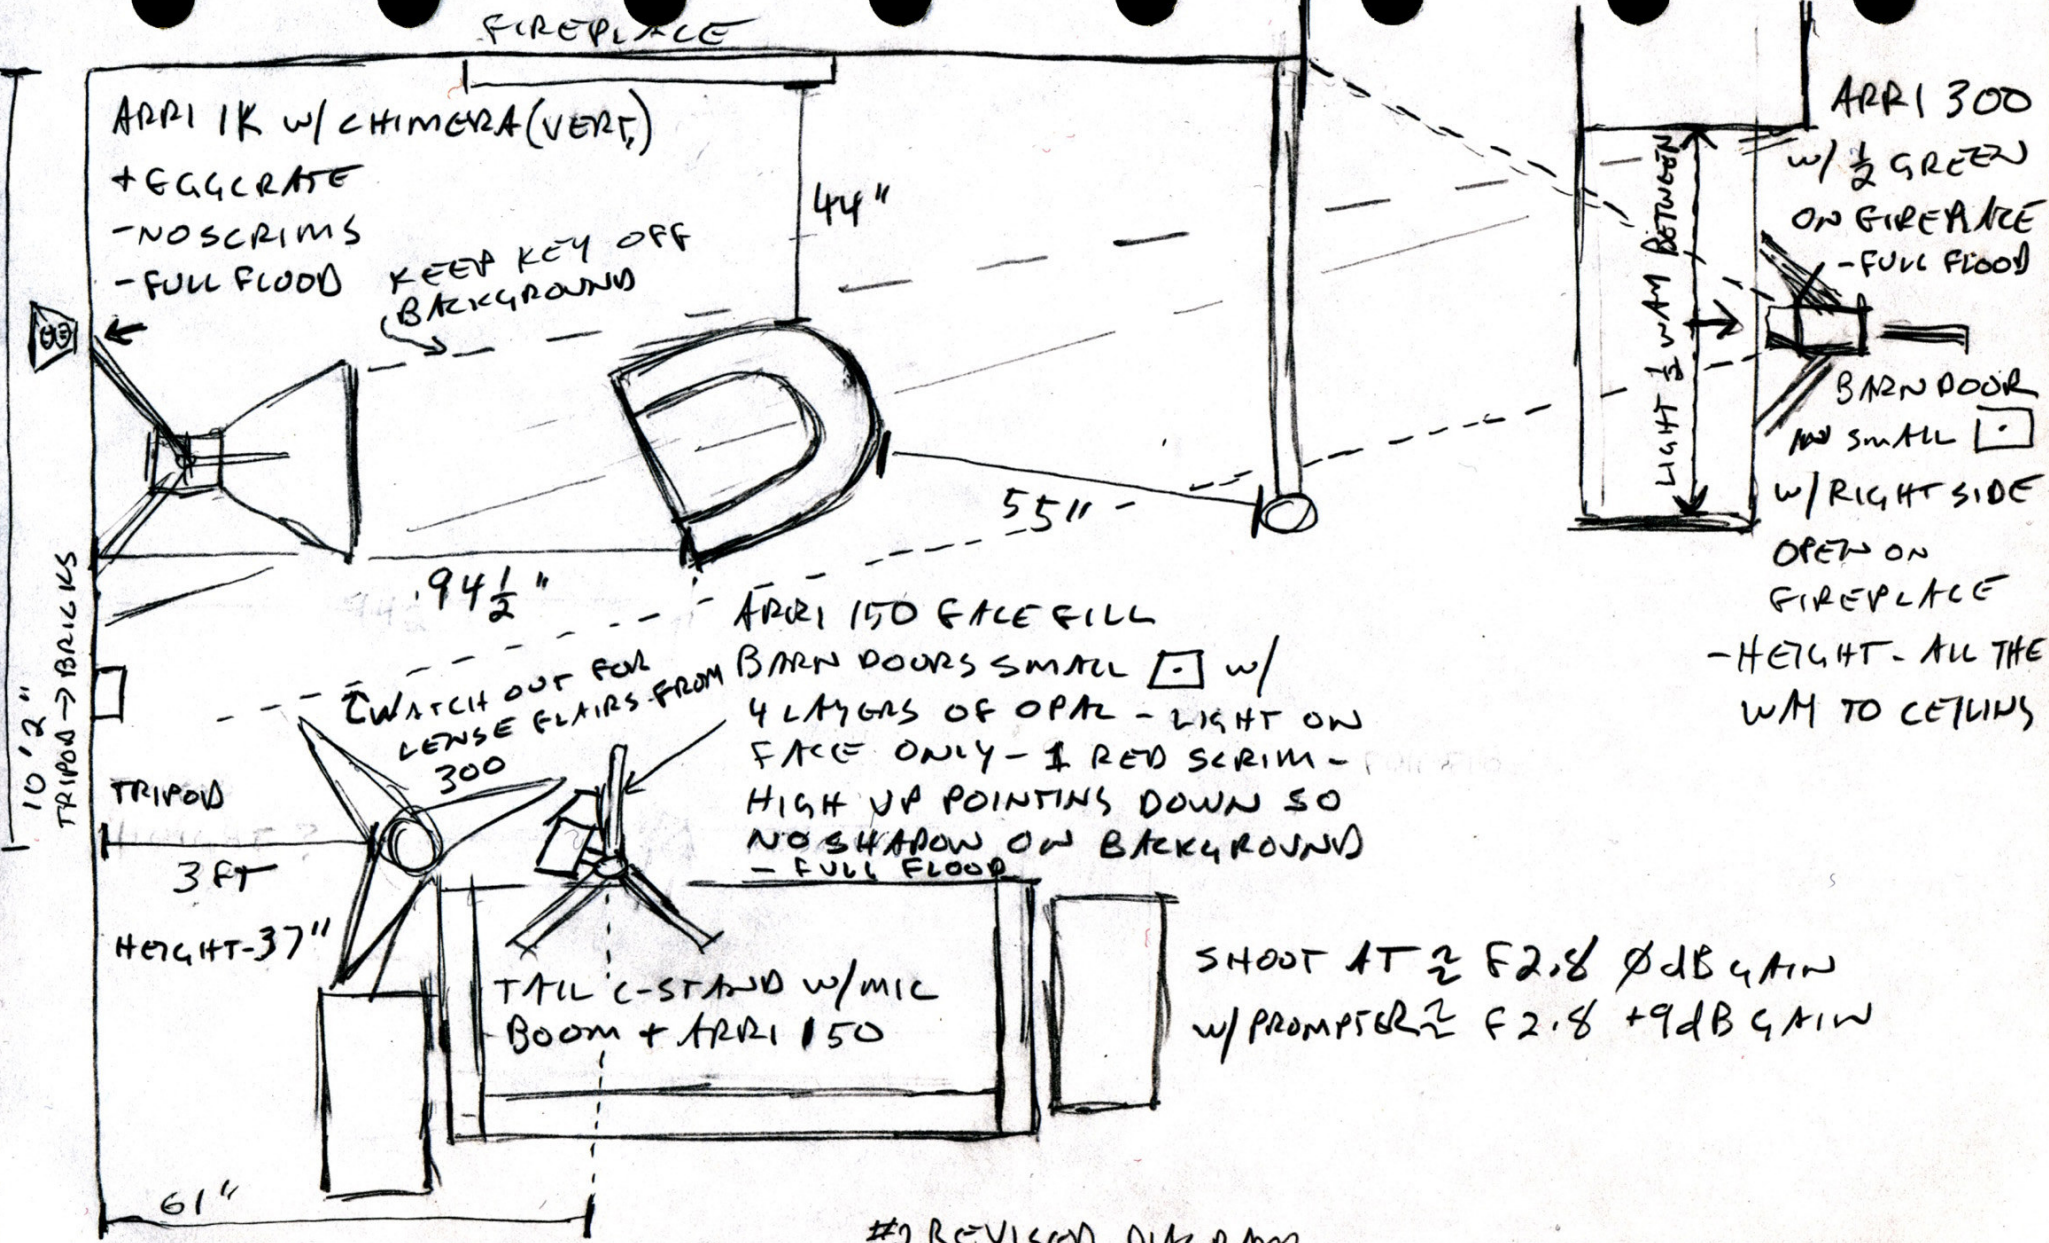 FIREPLACE
ARRI 1K W/ CHIMERA (VERT.)
+ EGGCRATE
- NO SCRIMS
- FULL FLOOD
KEEP KEY OFF
BACKGROUND
44"
94 1/2"
55"
10'2"
TRIPOD → BRICKS
LIGHT 1/2 WAY BETWEEN
ARRI 300
W/ 1/2 GREEN
ON FIREPLACE
- FULL FLOOD
BARN DOOR
SMALL
W/ RIGHT SIDE
OPEN ON
FIREPLACE
- HEIGHT - ALL THE
WAY TO CEILING
WATCH OUT FOR
LENSE FLAIRS FROM
300
ARRI 150 FACE FILL
BARN DOORS SMALL W/
4 LAYERS OF OPAL - LIGHT ON
FACE ONLY - 1 RED SCRIM -
HIGH UP POINTING DOWN SO
NO SHADOW ON BACKGROUND
- FULL FLOOD
TRIPOD
3 FT
HEIGHT - 37"
TALL C-STAND W/ MIC
BOOM + ARRI 150
61"
SHOOT AT ≈ F2.8 ØdB GAIN
W/ PROMPTER ≈ F2.8 +9dB GAIN
REVISED DIAGRAM